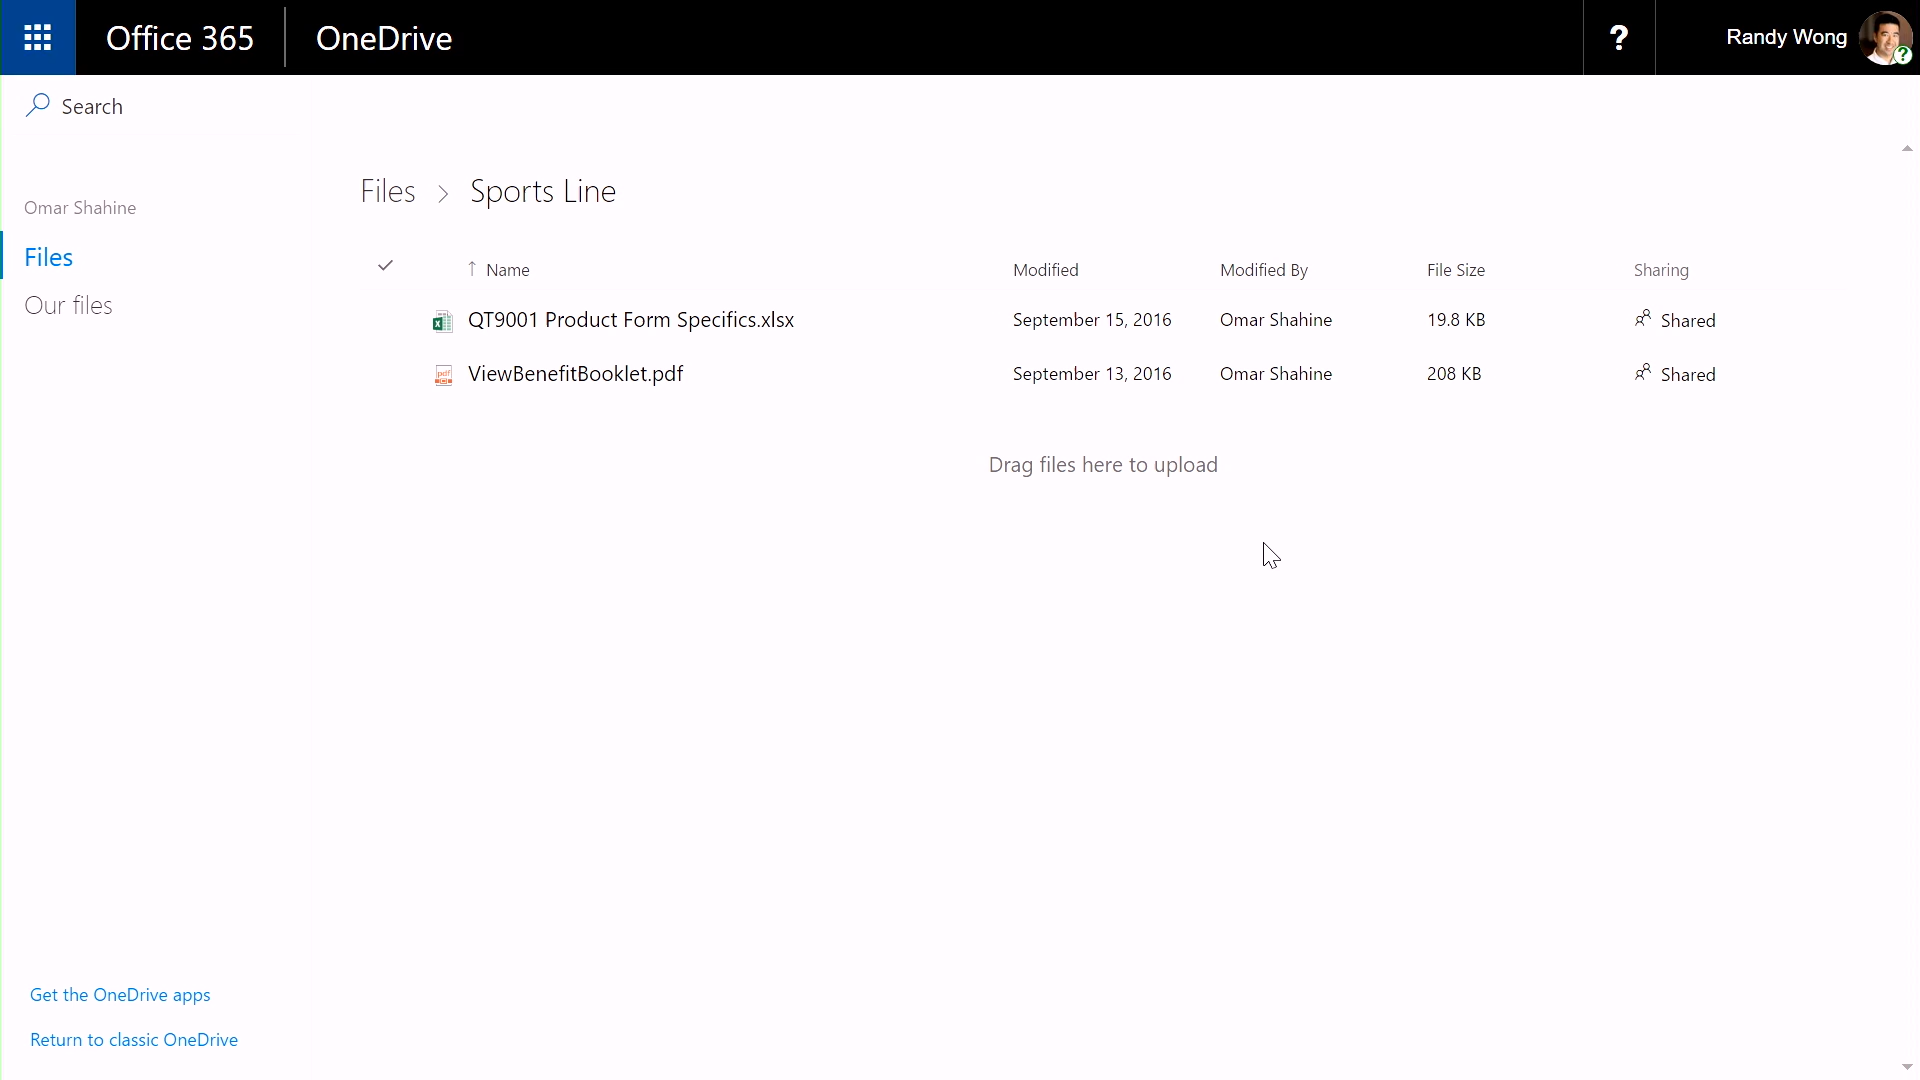 Office 365 OneDrive ? Randy Wong
Search
Files > Sports Line
Omar Shahine
Files
Our files
Name Modified Modified By File Size Sharing
QT9001 Product Form Specifics.xlsx September 15, 2016 Omar Shahine 19.8 KB Shared
ViewBenefitBooklet.pdf September 13, 2016 Omar Shahine 208 KB Shared
Drag files here to upload
Get the OneDrive apps
Return to classic OneDrive